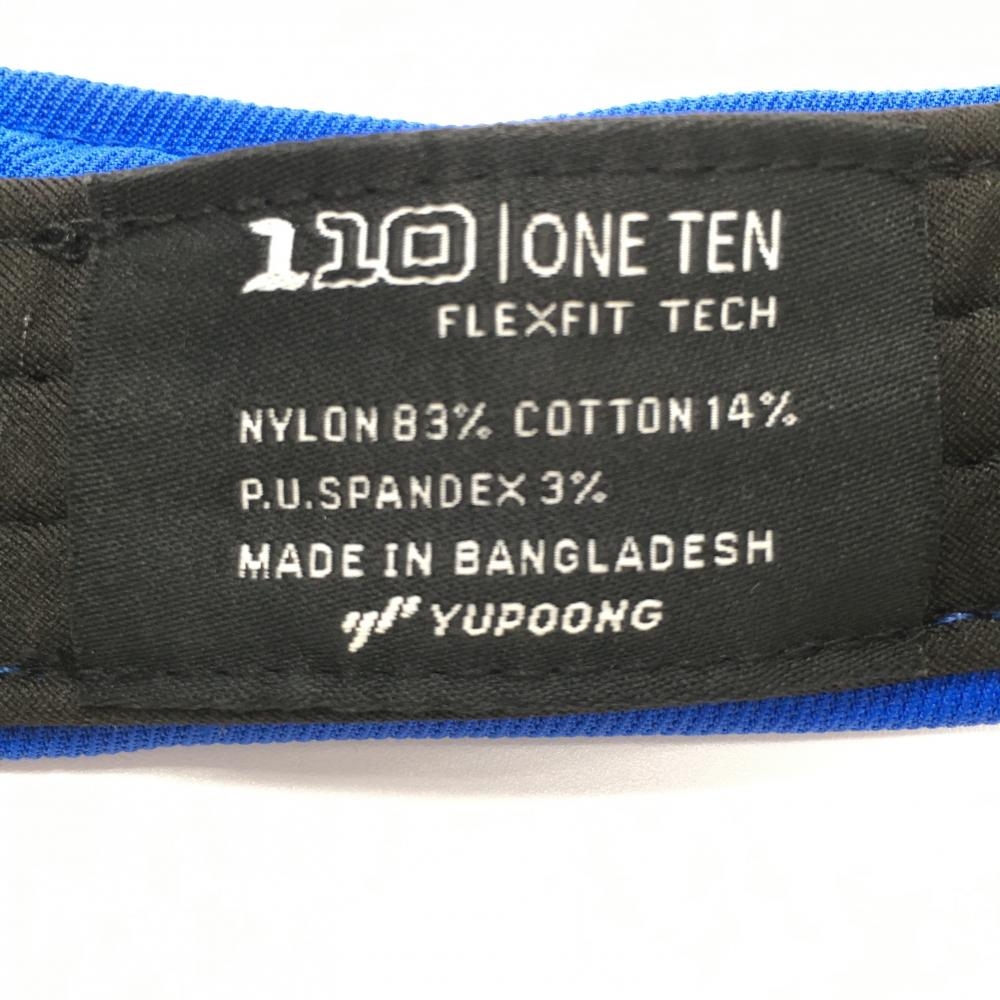 110 | ONE TEN
FLEXFIT TECH
NYLON 83% COTTON 14%
P.U.SPANDEX 3%
MADE IN BANGLADESH
YUPOONG